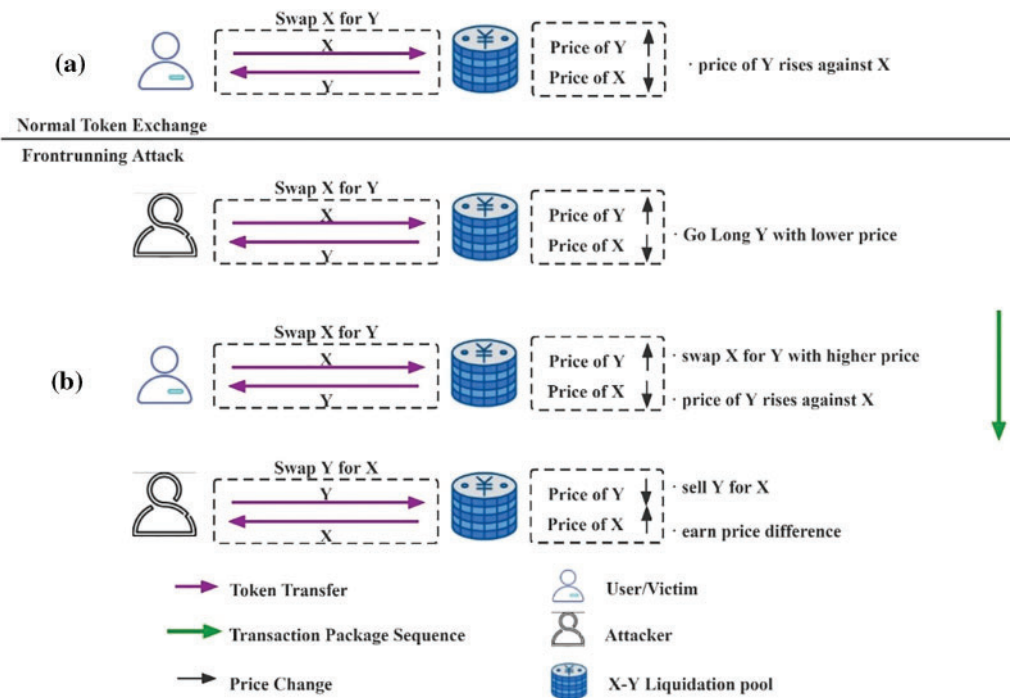 Swap X for Y
X
(a)
Y
¥
Price of Y
Price of X
· price of Y rises against X
Normal Token Exchange
Frontrunning Attack
Swap X for Y
X
Y
¥
Price of Y
Price of X
· Go Long Y with lower price
(b)
Swap X for Y
X
Y
¥
Price of Y
Price of X
· swap X for Y with higher price
· price of Y rises against X
Swap Y for X
Y
X
¥
Price of Y
Price of X
· sell Y for X
· earn price difference
Token Transfer
User/Victim
Transaction Package Sequence
Attacker
Price Change
¥
X-Y Liquidation pool